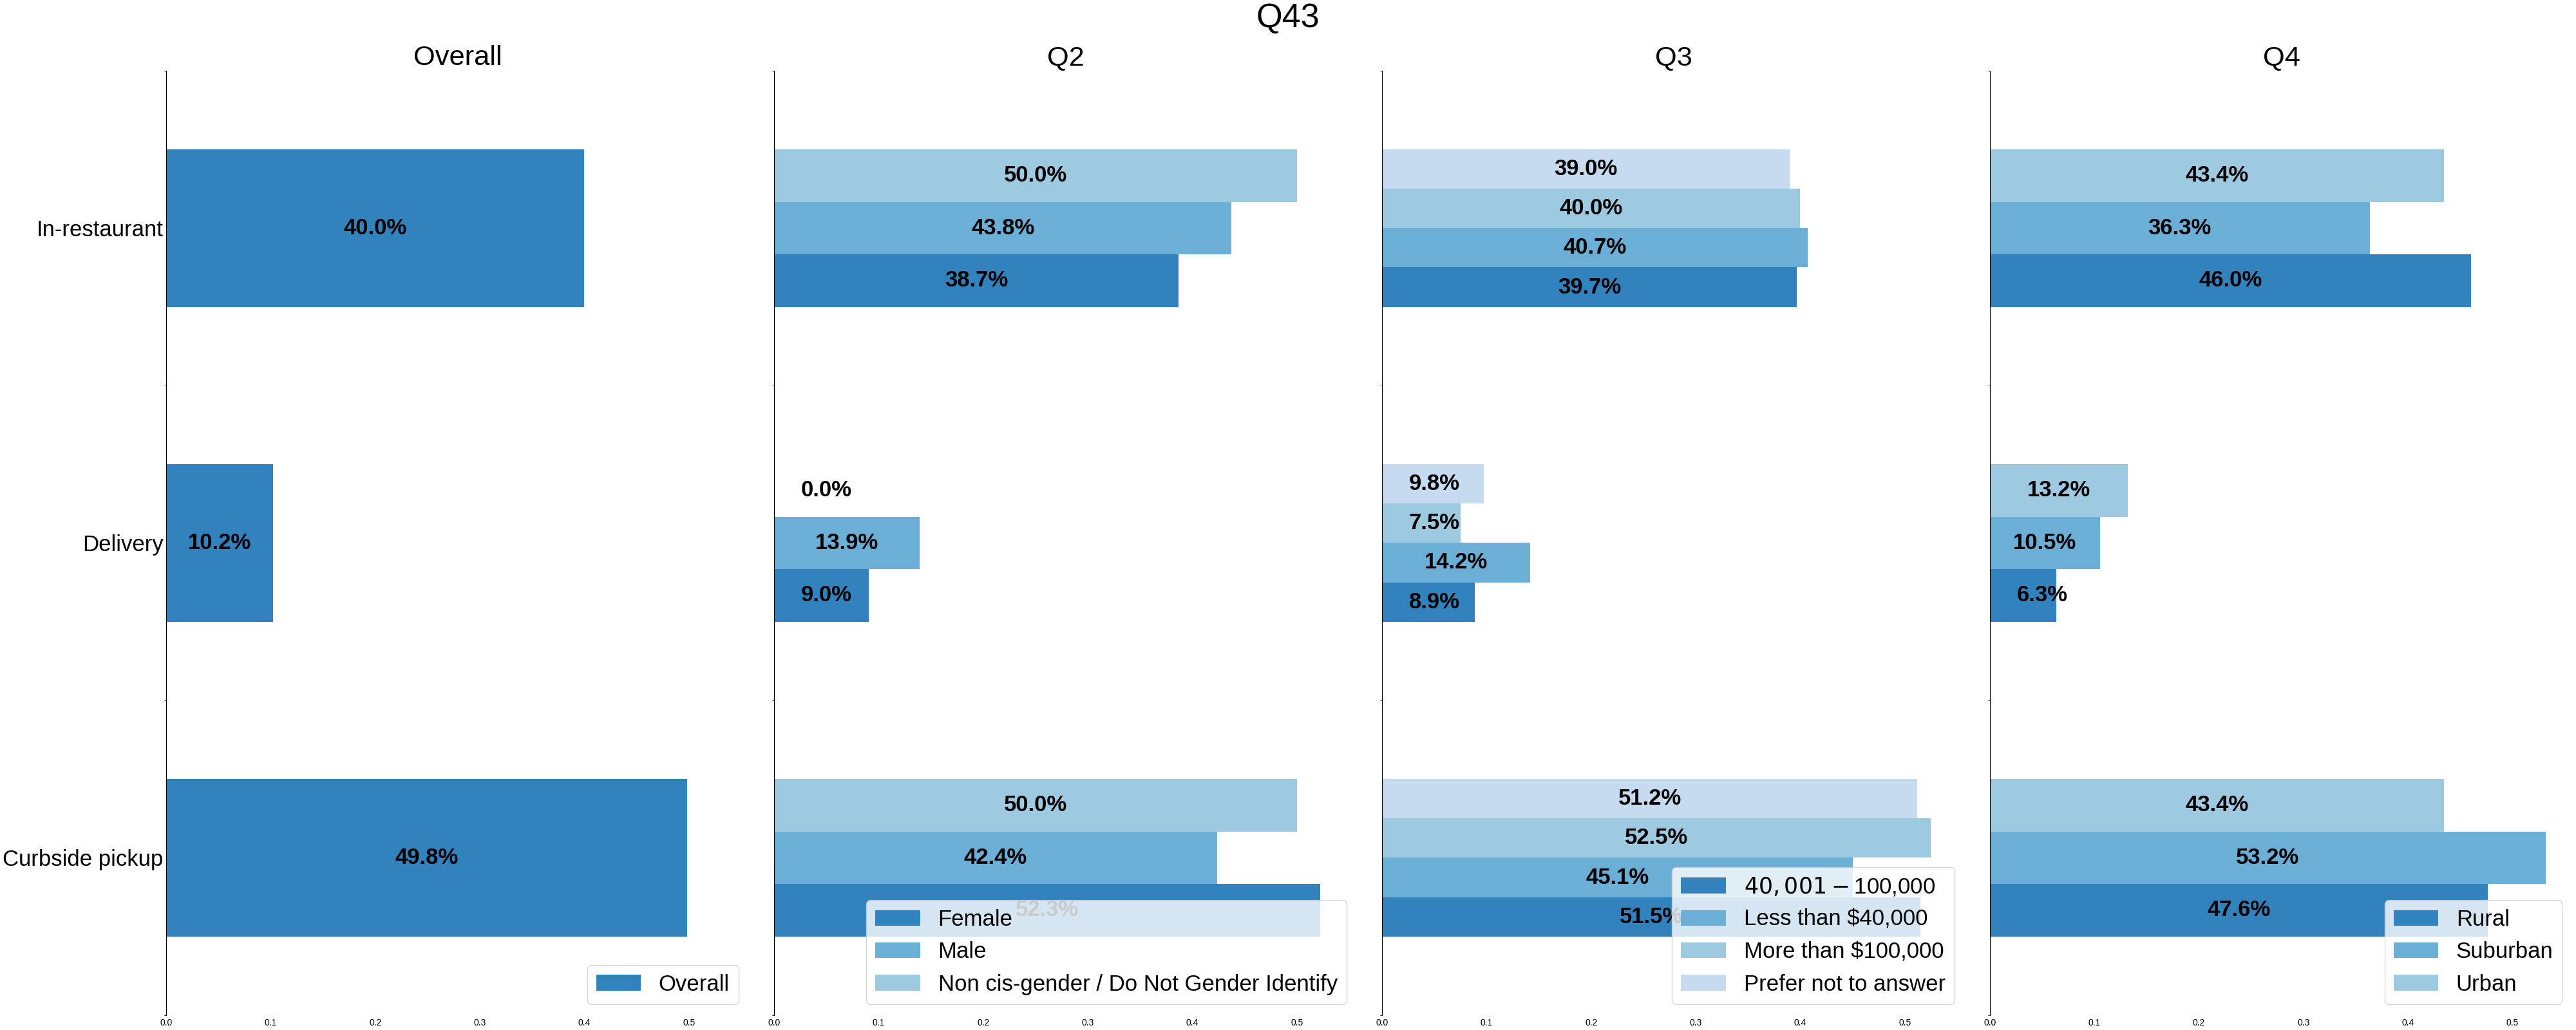 Q43
Overall
In-restaurant
Delivery
Curbside pickup
40.0%
10.2%
49.8%
Overall
0.0 0.1 0.2 0.3 0.4 0.5
Q2
50.0%
43.8%
38.7%
0.0%
13.9%
9.0%
50.0%
42.4%
52.3%
Female
Male
Non cis-gender / Do Not Gender Identify
0.0 0.1 0.2 0.3 0.4 0.5
Q3
39.0%
40.0%
40.7%
39.7%
9.8%
7.5%
14.2%
8.9%
51.2%
52.5%
45.1%
51.5%
40,001-100,000
Less than $40,000
More than $100,000
Prefer not to answer
0.0 0.1 0.2 0.3 0.4 0.5
Q4
43.4%
36.3%
46.0%
13.2%
10.5%
6.3%
43.4%
53.2%
47.6%
Rural
Suburban
Urban
0.0 0.1 0.2 0.3 0.4 0.5